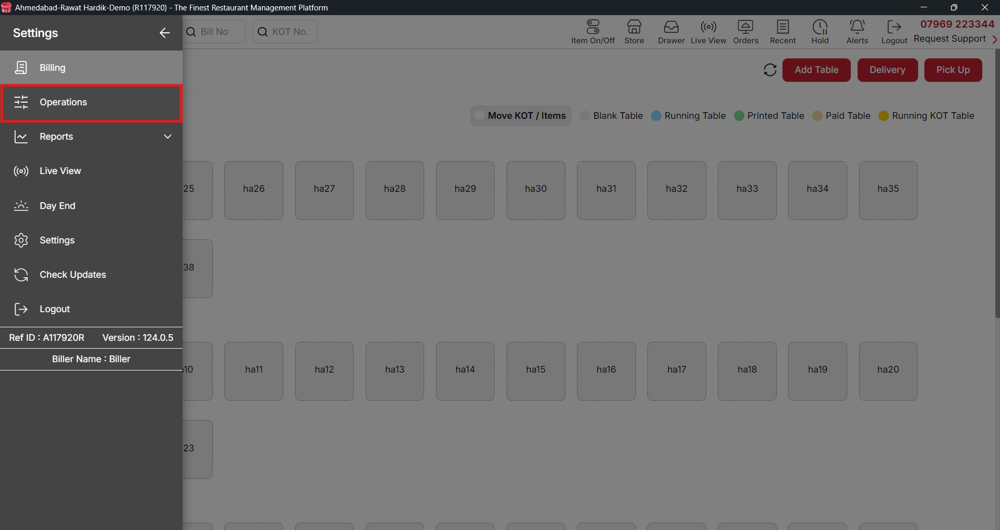 Ahmedabad-Rawat Hardik-Demo (R117920) - The Finest Restaurant Management Platform
Settings
Bill No
KOT No.
Item On/Off
Store
Drawer
Live View
Orders
Recent
Hold
Alerts
Logout
07969 223344
Request Support
Billing
Operations
Reports
Live View
Day End
Settings
Check Updates
Logout
Ref ID : A117920R Version : 124.0.5
Biller Name : Biller
Add Table
Delivery
Pick Up
Move KOT / Items
Blank Table
Running Table
Printed Table
Paid Table
Running KOT Table
25 ha26 ha27 ha28 ha29 ha30 ha31 ha32 ha33 ha34 ha35
38
10 ha11 ha12 ha13 ha14 ha15 ha16 ha17 ha18 ha19 ha20
23